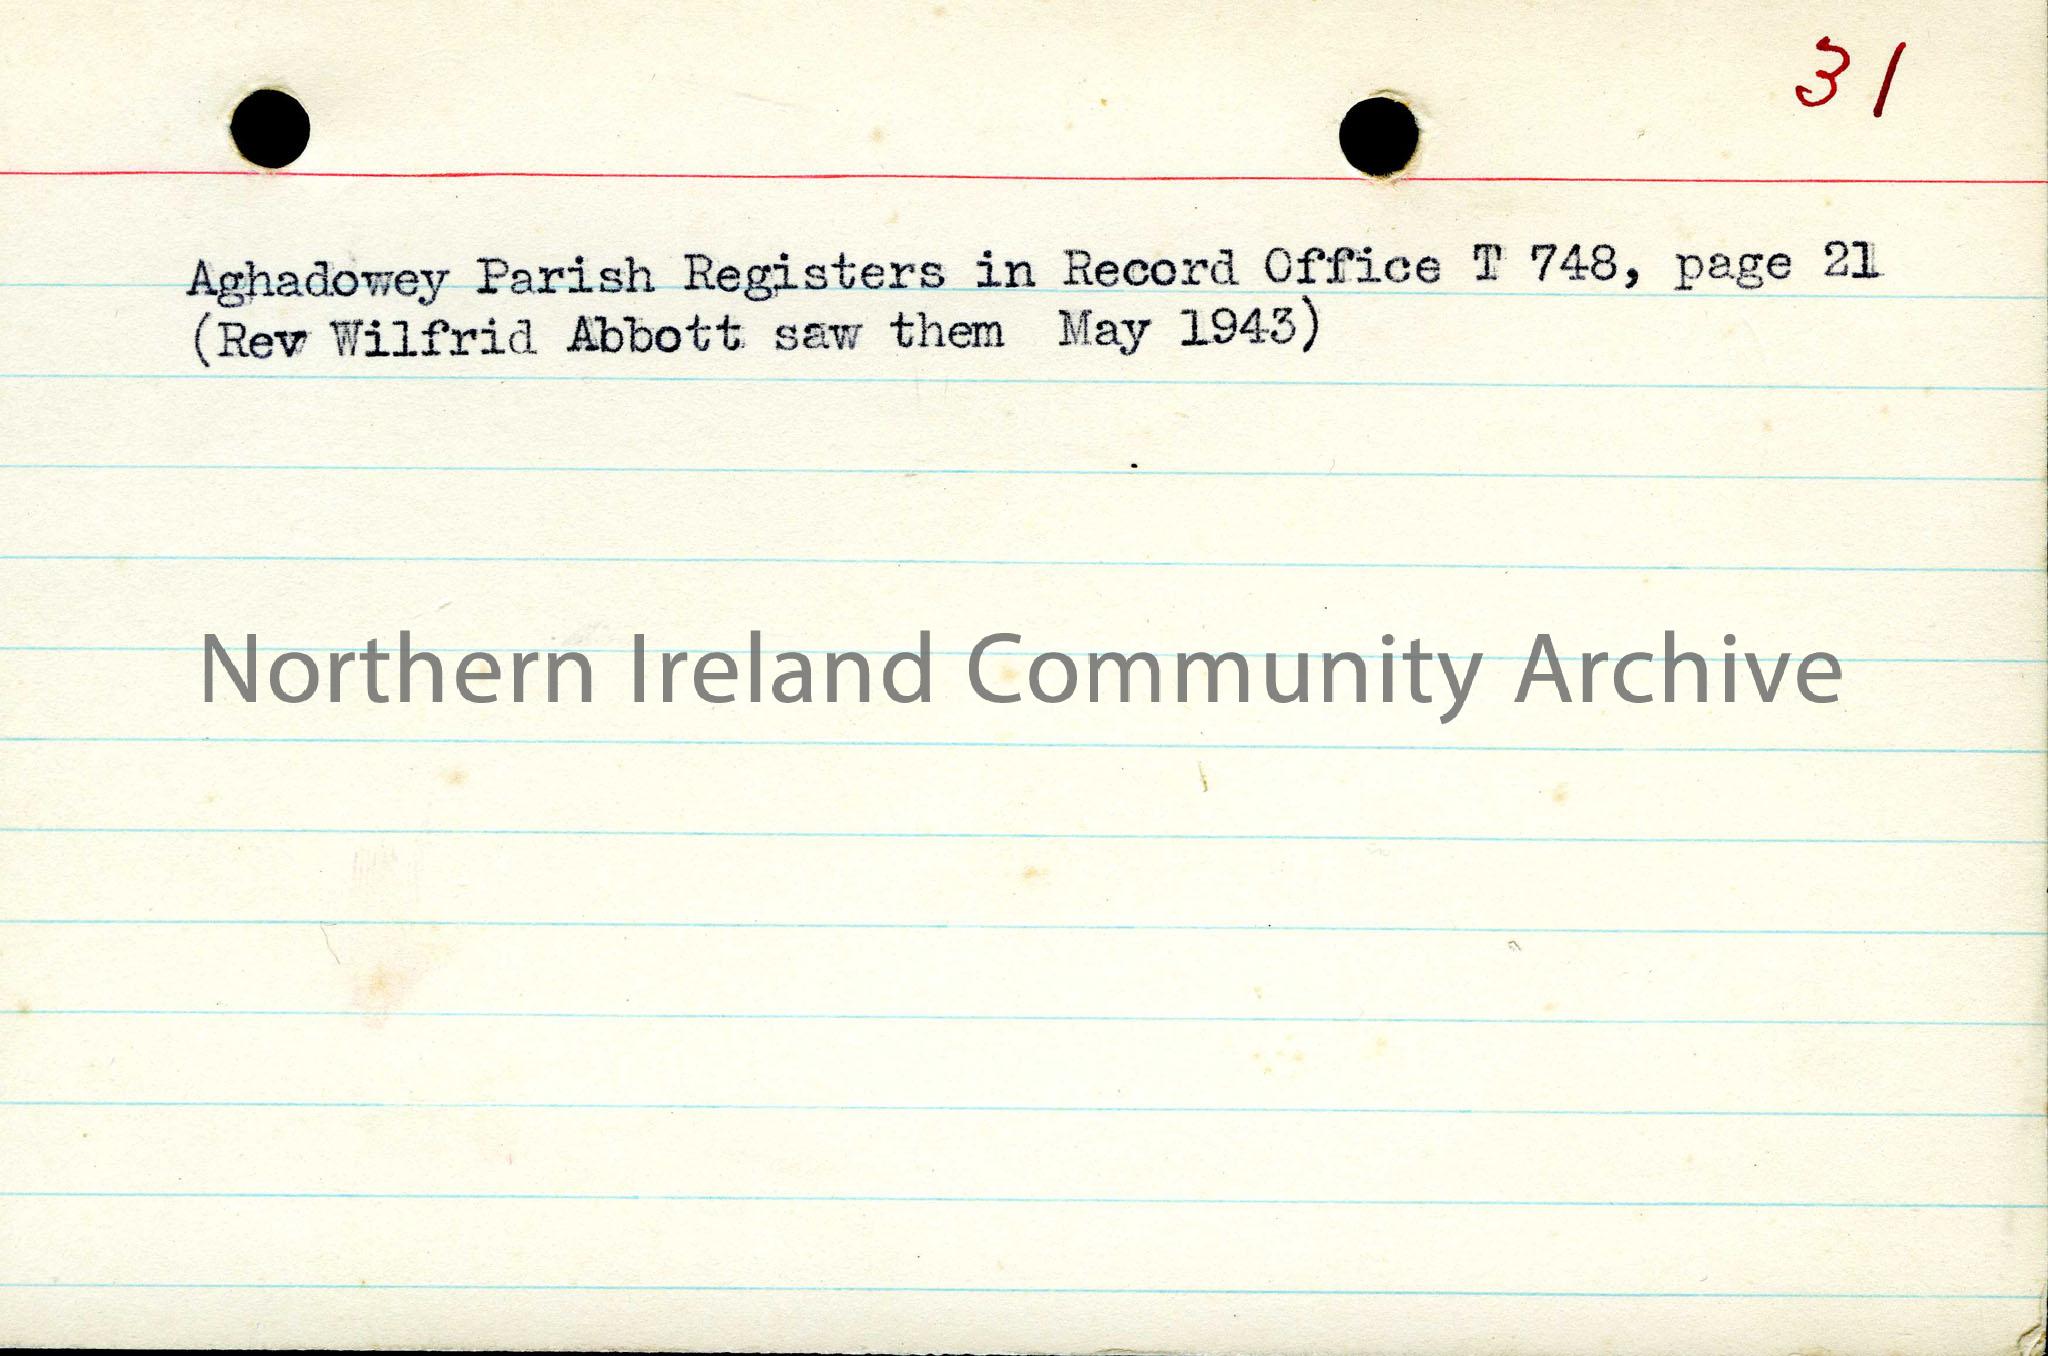 31
Aghadowey Parish Registers in Record Office T 748, page 21
(Rev Wilfrid Abbott saw them May 1943)
Northern Ireland Community Archive